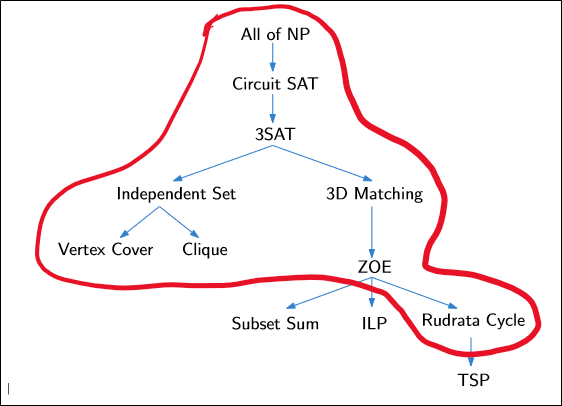 All of NP
Circuit SAT
3SAT
Independent Set 3D Matching
Vertex Cover Clique
ZOE
Subset Sum ILP Rudrata Cycle
TSP